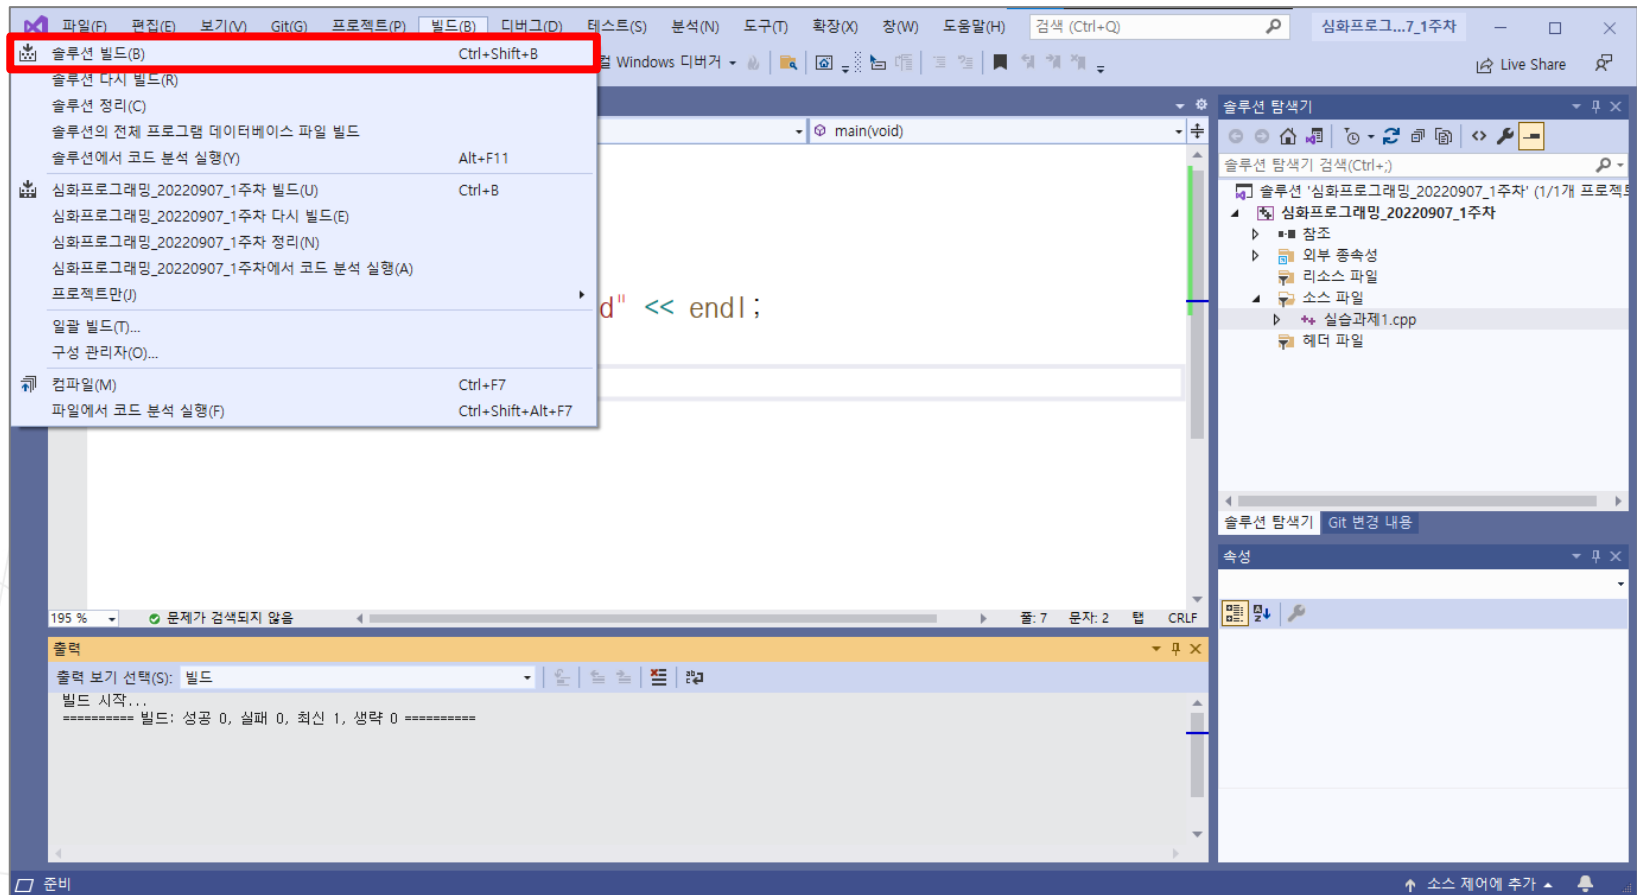 파일(F) 편집(E) 보기(V) Git(G) 프로젝트(P) 빌드(B) 디버그(D) 테스트(S) 분석(N) 도구(T) 확장(X) 창(W) 도움말(H) 검색 (Ctrl+Q) 심화프로그...7_1주차
솔루션 빌드(B) Ctrl+Shift+B
솔루션 다시 빌드(R)
솔루션 정리(C)
솔루션의 전체 프로그램 데이터베이스 파일 빌드
솔루션에서 코드 분석 실행(Y) Alt+F11
심화프로그래밍_20220907_1주차 빌드(U) Ctrl+B
심화프로그래밍_20220907_1주차 다시 빌드(E)
심화프로그래밍_20220907_1주차 정리(N)
심화프로그래밍_20220907_1주차에서 코드 분석 실행(A)
프로젝트만(J)
일괄 빌드(T)...
구성 관리자(O)...
컴파일(M) Ctrl+F7
파일에서 코드 분석 실행(F) Ctrl+Shift+Alt+F7
Windows 디버거
Live Share
main(void)
d" << endl;
195 % 문제가 검색되지 않음 줄: 7 문자: 2 탭 CRLF
출력
출력 보기 선택(S): 빌드
빌드 시작...
========== 빌드: 성공 0, 실패 0, 최신 1, 생략 0 ==========
솔루션 탐색기
솔루션 탐색기 검색(Ctrl+;)
솔루션 '심화프로그래밍_20220907_1주차' (1/1개 프로젝트
심화프로그래밍_20220907_1주차
참조
외부 종속성
리소스 파일
소스 파일
실습과제1.cpp
헤더 파일
솔루션 탐색기 Git 변경 내용
속성
준비 소스 제어에 추가